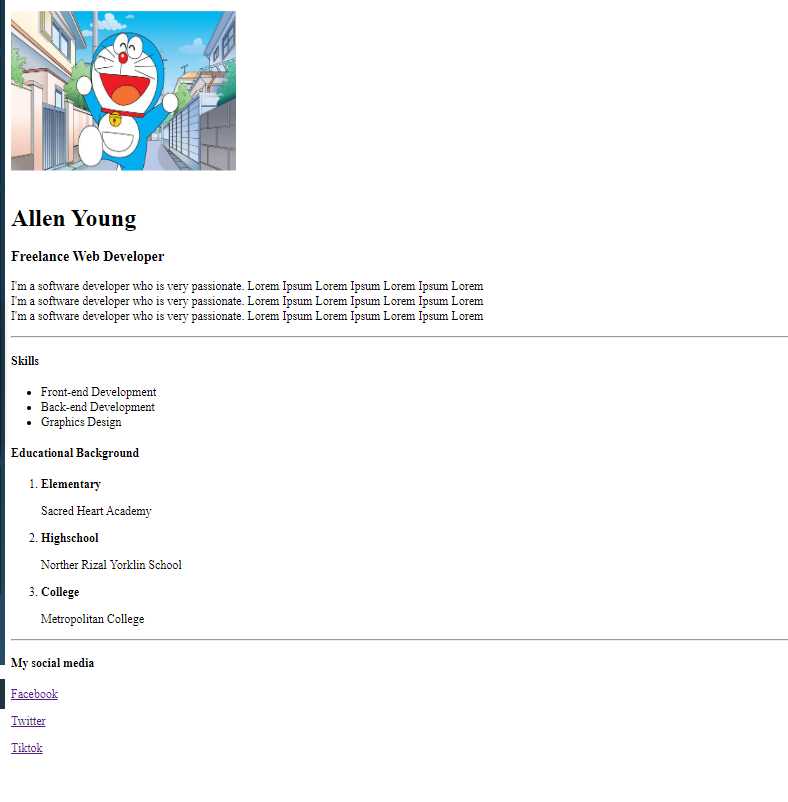 Allen Young
Freelance Web Developer
I'm a software developer who is very passionate. Lorem Ipsum Lorem Ipsum Lorem Ipsum Lorem
I'm a software developer who is very passionate. Lorem Ipsum Lorem Ipsum Lorem Ipsum Lorem
I'm a software developer who is very passionate. Lorem Ipsum Lorem Ipsum Lorem Ipsum Lorem
Skills
• Front-end Development
• Back-end Development
• Graphics Design
Educational Background
1. Elementary
Sacred Heart Academy
2. Highschool
Norther Rizal Yorklin School
3. College
Metropolitan College
My social media
Facebook
Twitter
Tiktok